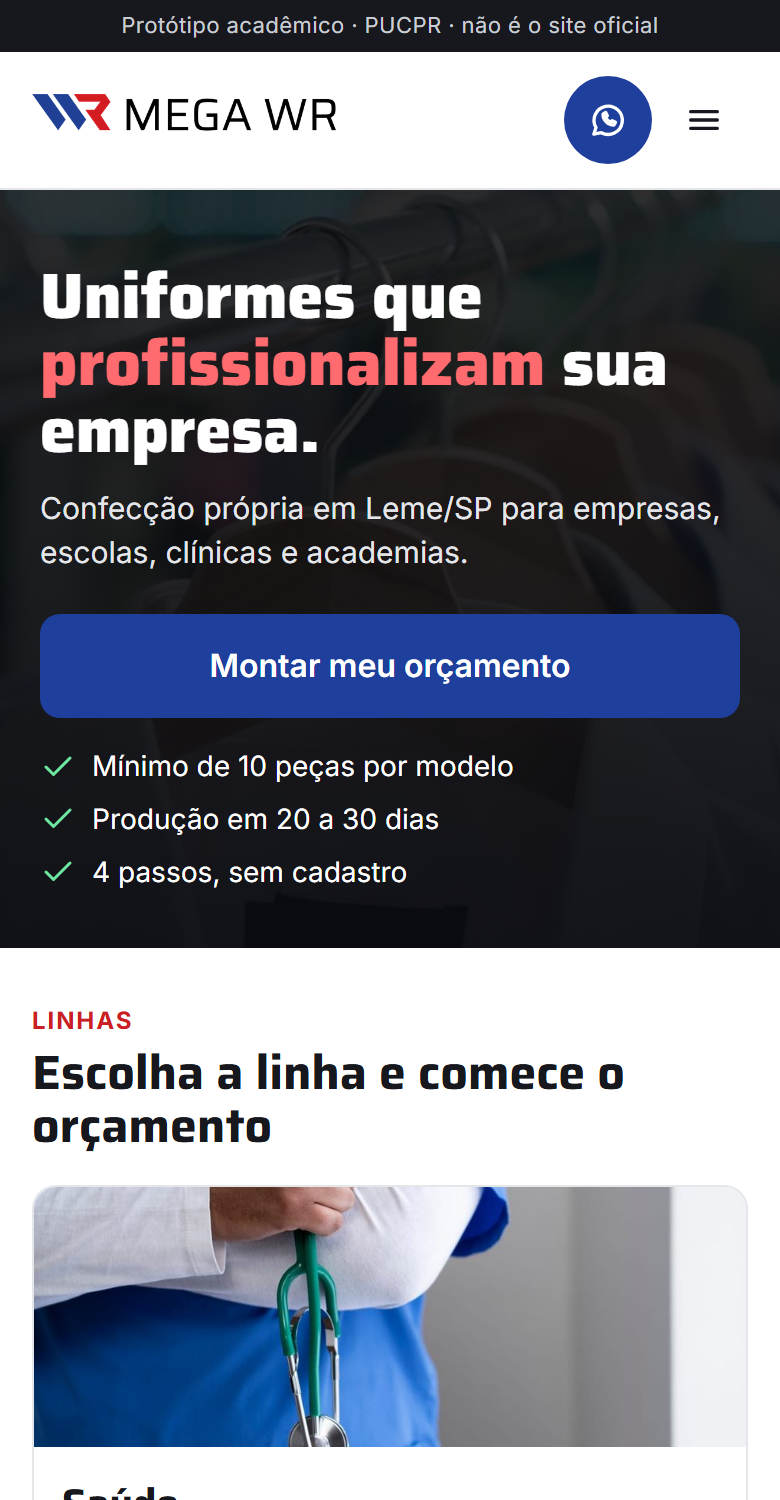 Protótipo acadêmico · PUCPR · não é o site oficial
WR MEGA WR
Uniformes que
profissionalizam sua
empresa.
Confecção própria em Leme/SP para empresas,
escolas, clínicas e academias.
Montar meu orçamento
Mínimo de 10 peças por modelo
Produção em 20 a 30 dias
4 passos, sem cadastro
LINHAS
Escolha a linha e comece o
orçamento
Saúde